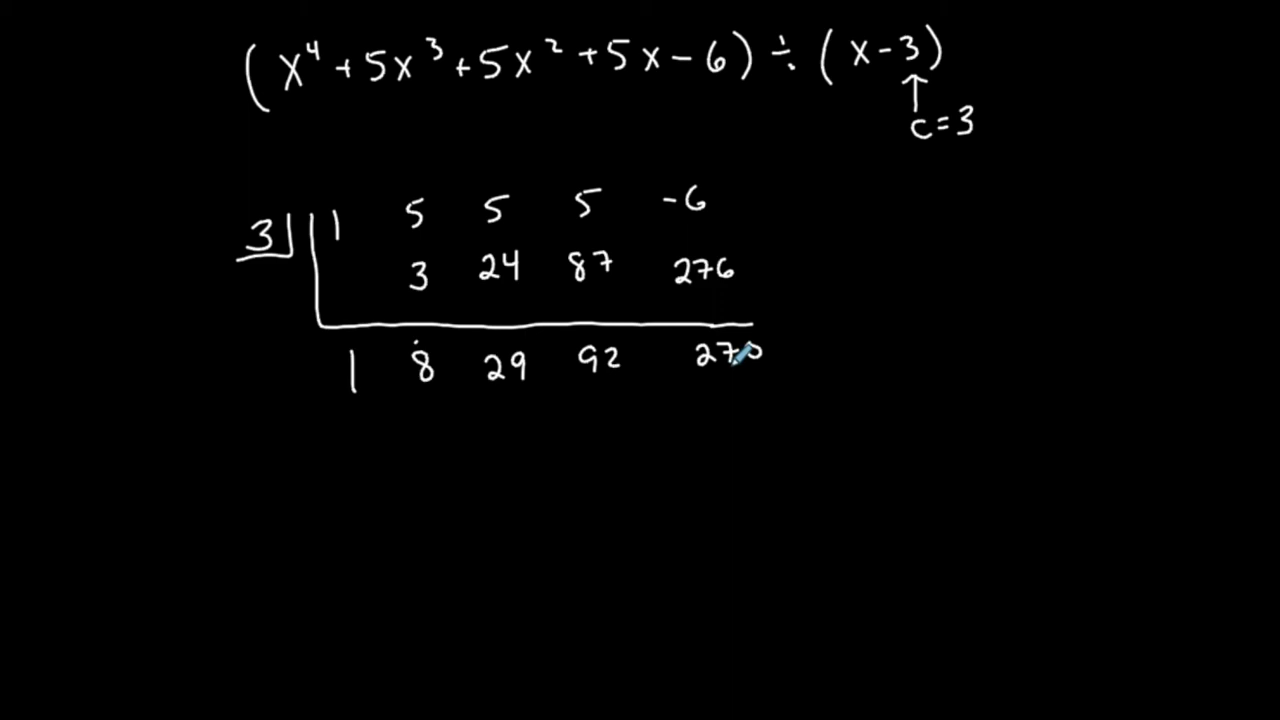 (x⁴ + 5x³ + 5x² + 5x - 6) ÷ (x - 3)
↑
c = 3
3 | 1 5 5 5 -6
3 24 87 276
1 8 29 92 270